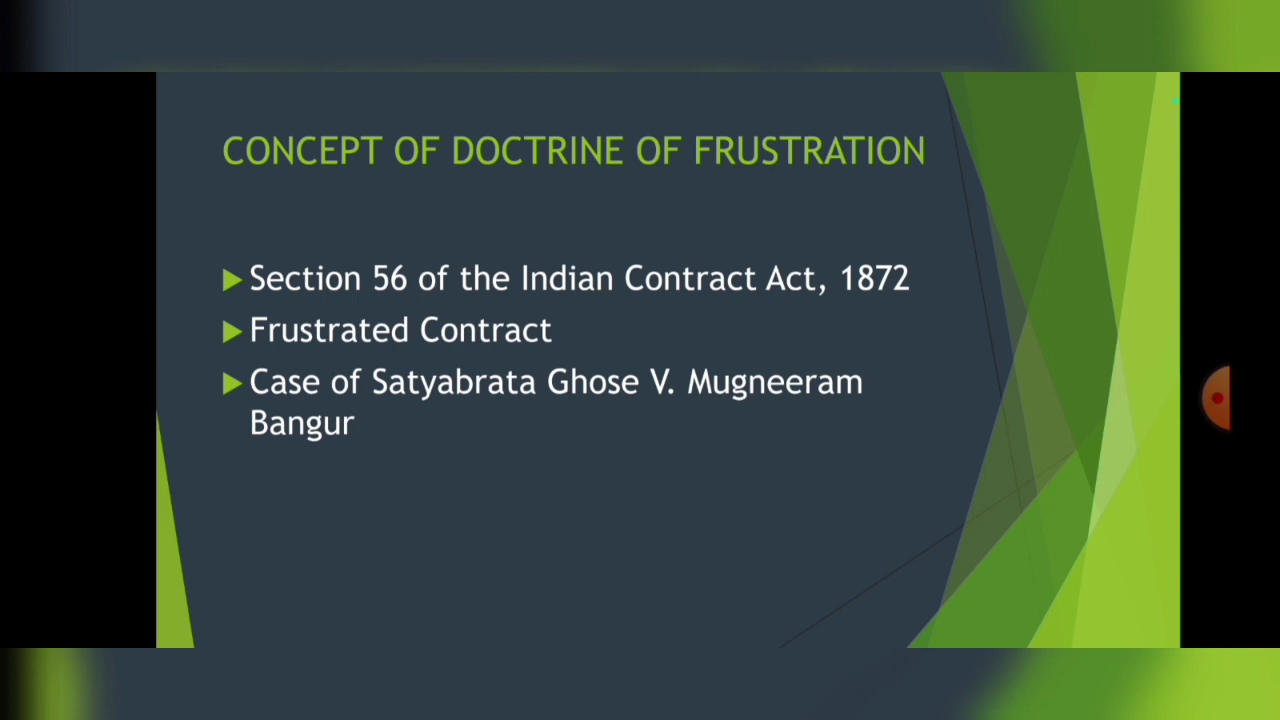 CONCEPT OF DOCTRINE OF FRUSTRATION
Section 56 of the Indian Contract Act, 1872
Frustrated Contract
Case of Satyabrata Ghose V. Mugneeram
Bangur